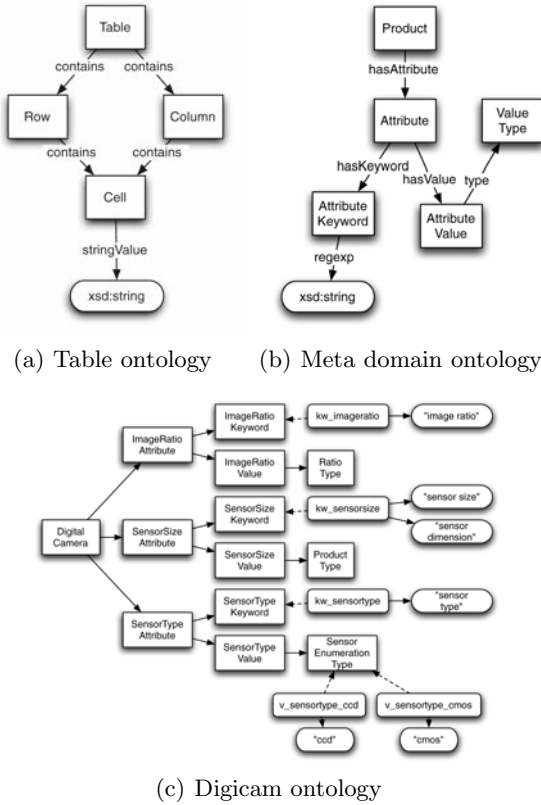 Table
contains contains
Row
Column
contains contains
Cell
stringValue
xsd:string
Product
hasAttribute
Attribute
Value
Type
hasKeyword
hasValue
type
Attribute
Keyword
Attribute
Value
regexp
xsd:string
(a) Table ontology
(b) Meta domain ontology
Digital
Camera
ImageRatio
Attribute
ImageRatio
Keyword
kw_imageratio
"image ratio"
ImageRatio
Value
Ratio
Type
SensorSize
Attribute
SensorSize
Keyword
kw_sensorsize
"sensor size"
"sensor
dimension"
SensorSize
Value
Product
Type
SensorType
Attribute
SensorType
Keyword
kw_sensortype
"sensor
type"
SensorType
Value
Sensor
Enumeration
Type
v_sensortype_ccd
v_sensortype_cmos
"ccd"
"cmos"
(c) Digicam ontology